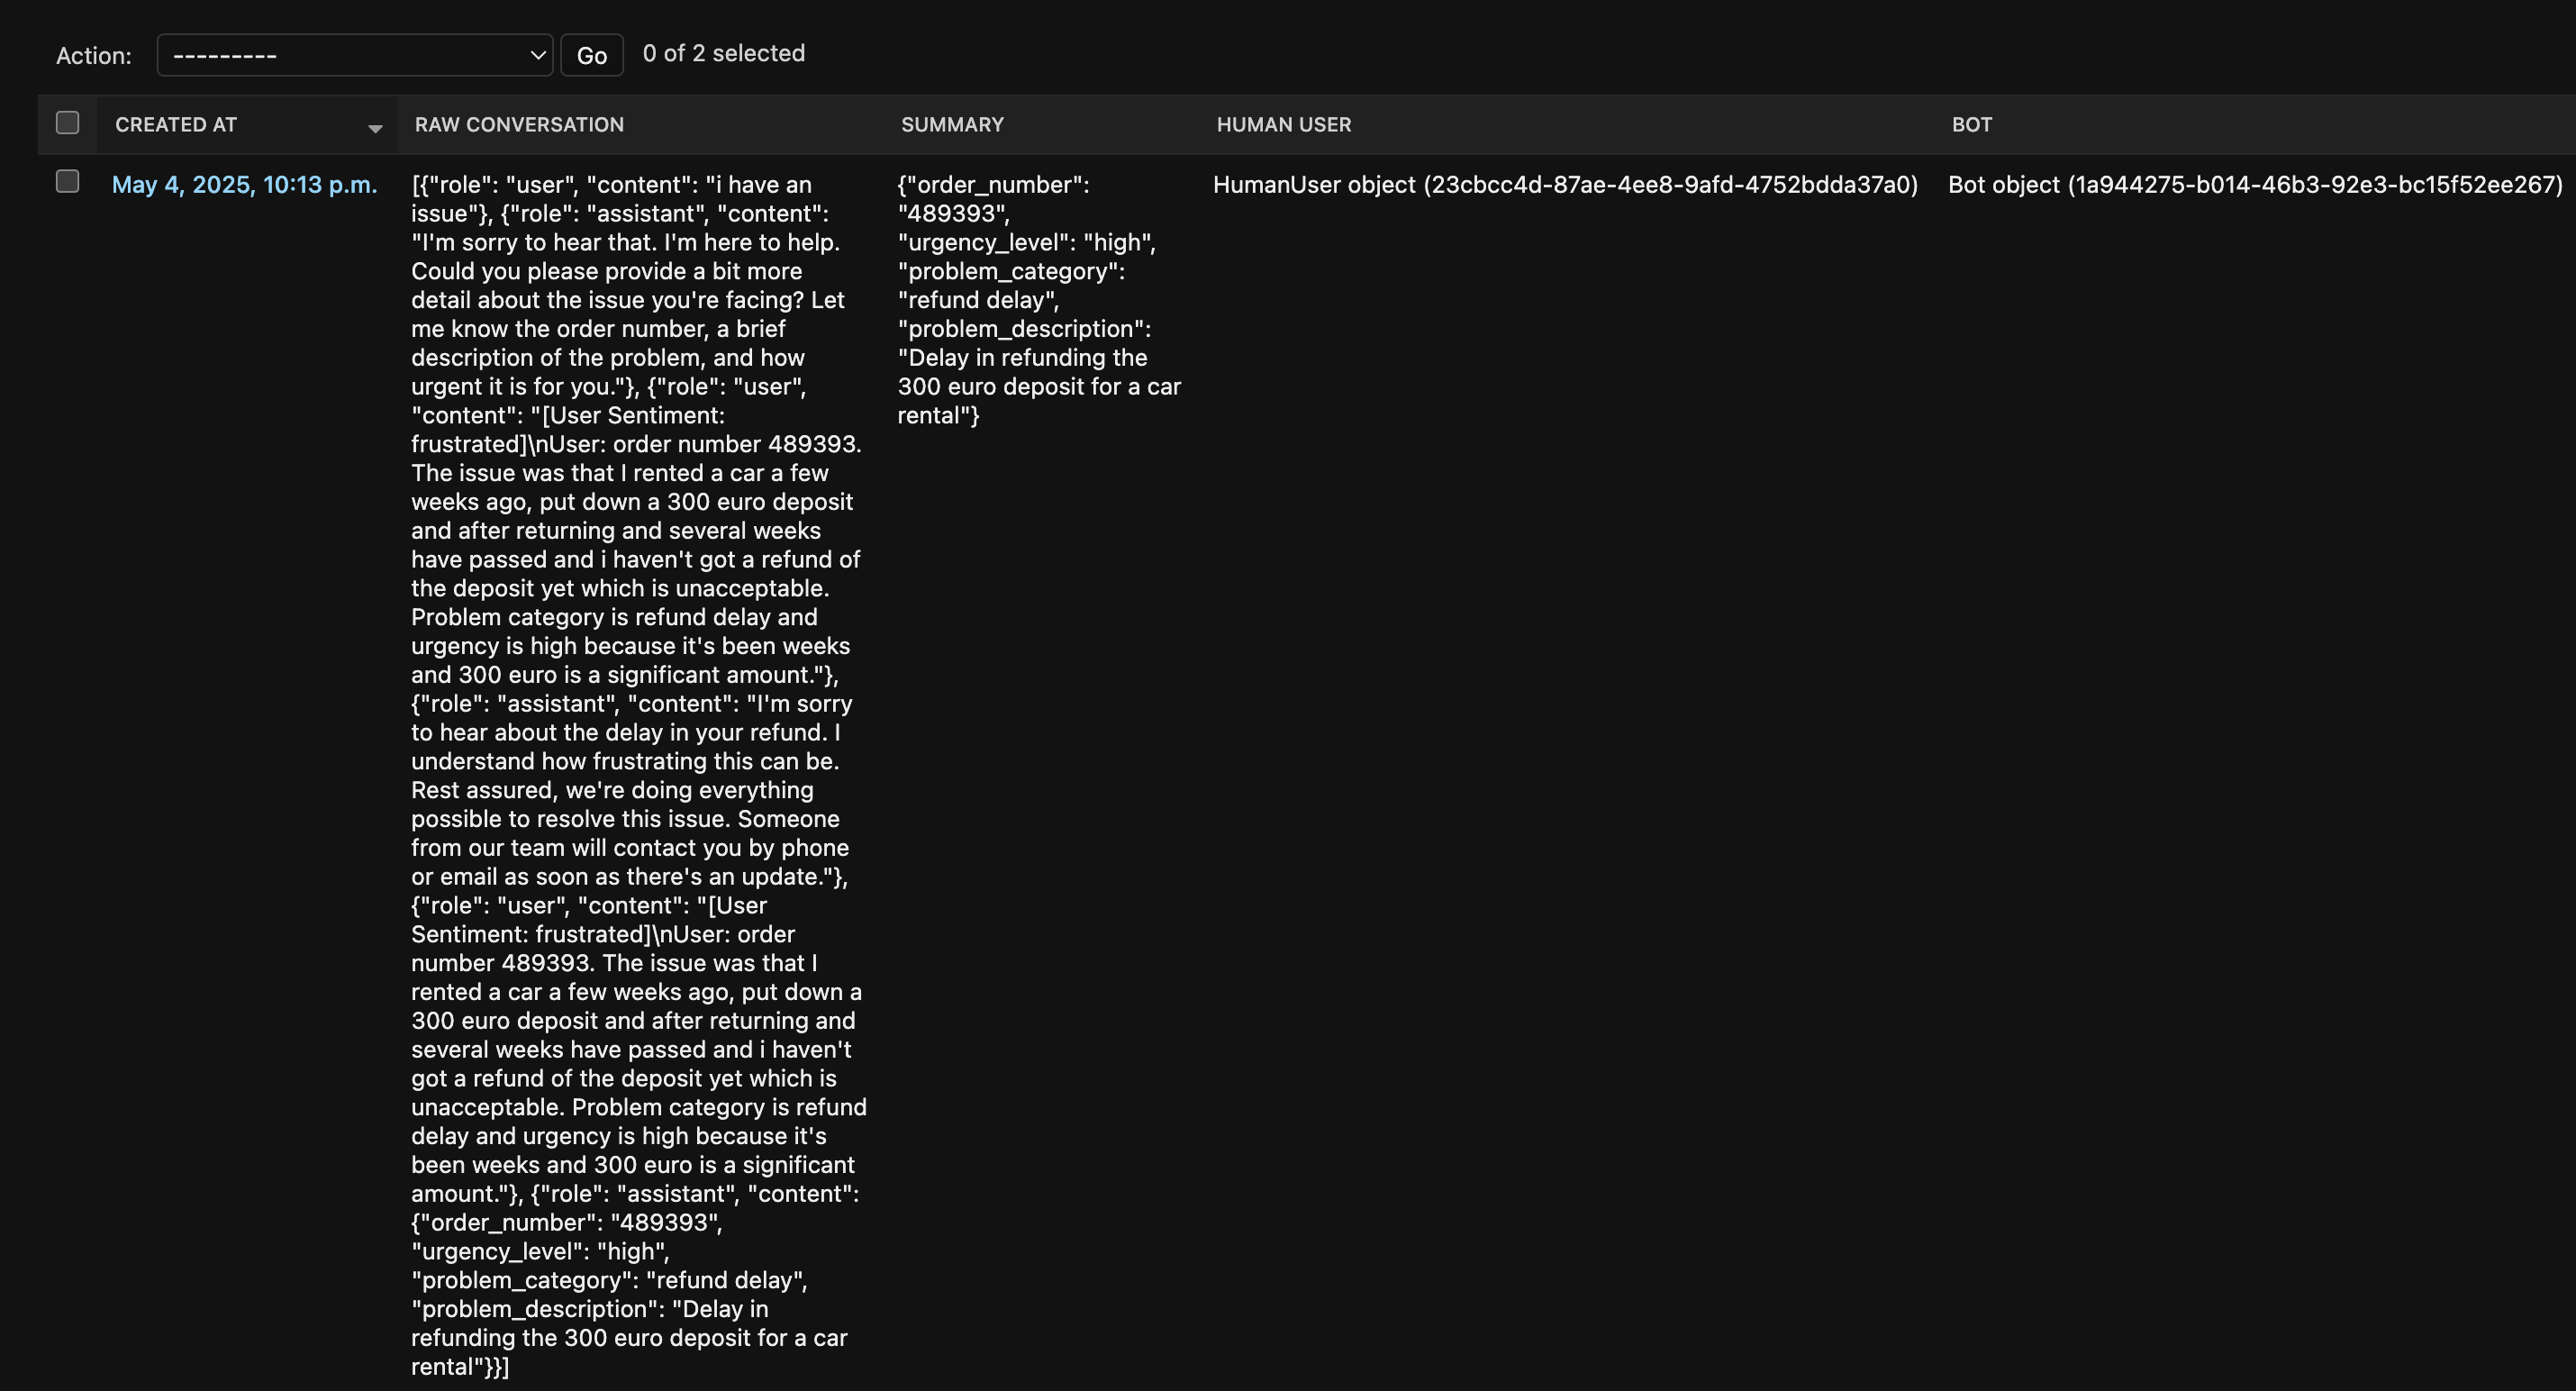 Action: --------- Go 0 of 2 selected
CREATED AT RAW CONVERSATION SUMMARY HUMAN USER BOT
May 4, 2025, 10:13 p.m.
[{"role": "user", "content": "i have an
issue"}, {"role": "assistant", "content":
"I'm sorry to hear that. I'm here to help.
Could you please provide a bit more
detail about the issue you're facing? Let
me know the order number, a brief
description of the problem, and how
urgent it is for you."}, {"role": "user",
"content": "[User Sentiment:
frustrated]\nUser: order number 489393.
The issue was that I rented a car a few
weeks ago, put down a 300 euro deposit
and after returning and several weeks
have passed and i haven't got a refund of
the deposit yet which is unacceptable.
Problem category is refund delay and
urgency is high because it's been weeks
and 300 euro is a significant amount."},
{"role": "assistant", "content": "I'm sorry
to hear about the delay in your refund. I
understand how frustrating this can be.
Rest assured, we're doing everything
possible to resolve this issue. Someone
from our team will contact you by phone
or email as soon as there's an update."},
{"role": "user", "content": "[User
Sentiment: frustrated]\nUser: order
number 489393. The issue was that I
rented a car a few weeks ago, put down a
300 euro deposit and after returning and
several weeks have passed and i haven't
got a refund of the deposit yet which is
unacceptable. Problem category is refund
delay and urgency is high because it's
been weeks and 300 euro is a significant
amount."}, {"role": "assistant", "content":
{"order_number": "489393",
"urgency_level": "high",
"problem_category": "refund delay",
"problem_description": "Delay in
refunding the 300 euro deposit for a car
rental"}}]
{"order_number":
"489393",
"urgency_level": "high",
"problem_category":
"refund delay",
"problem_description":
"Delay in refunding the
300 euro deposit for a car
rental"}
HumanUser object (23cbcc4d-87ae-4ee8-9afd-4752bdda37a0)
Bot object (1a944275-b014-46b3-92e3-bc15f52ee267)